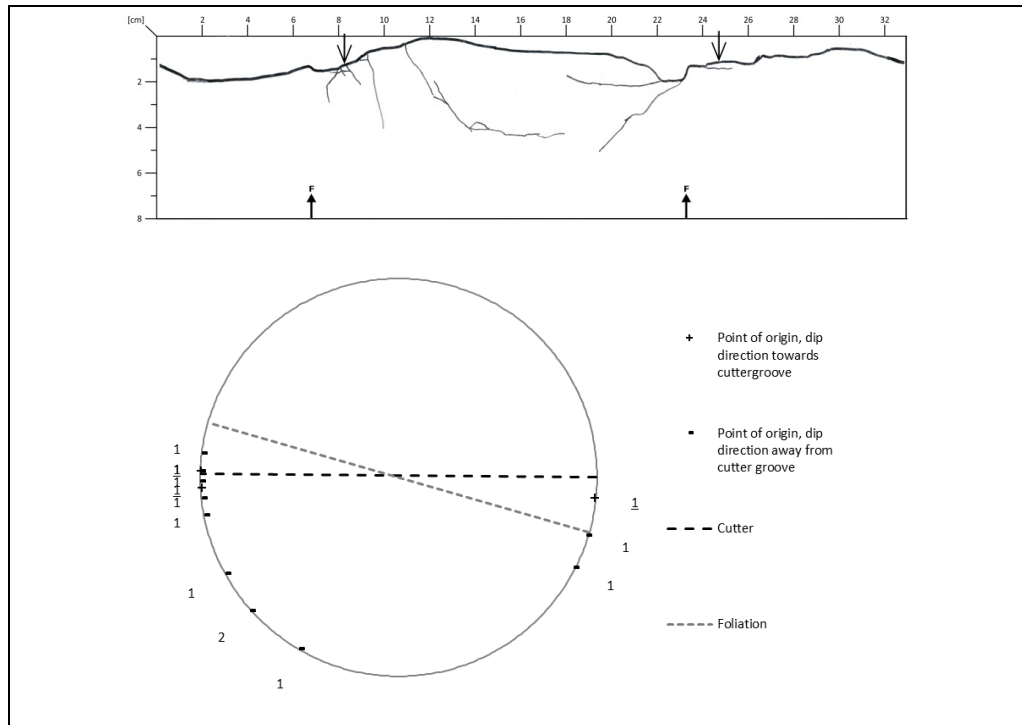 [cm] 2 4 6 8 10 12 14 16 18 20 22 24 26 28 30 32
2
4
6
8
F F
+ Point of origin, dip
direction towards
cuttergroove
- Point of origin, dip
direction away from
cutter groove
Cutter
Foliation
1
1
1
1
1
1
1
2
1
1
1
1